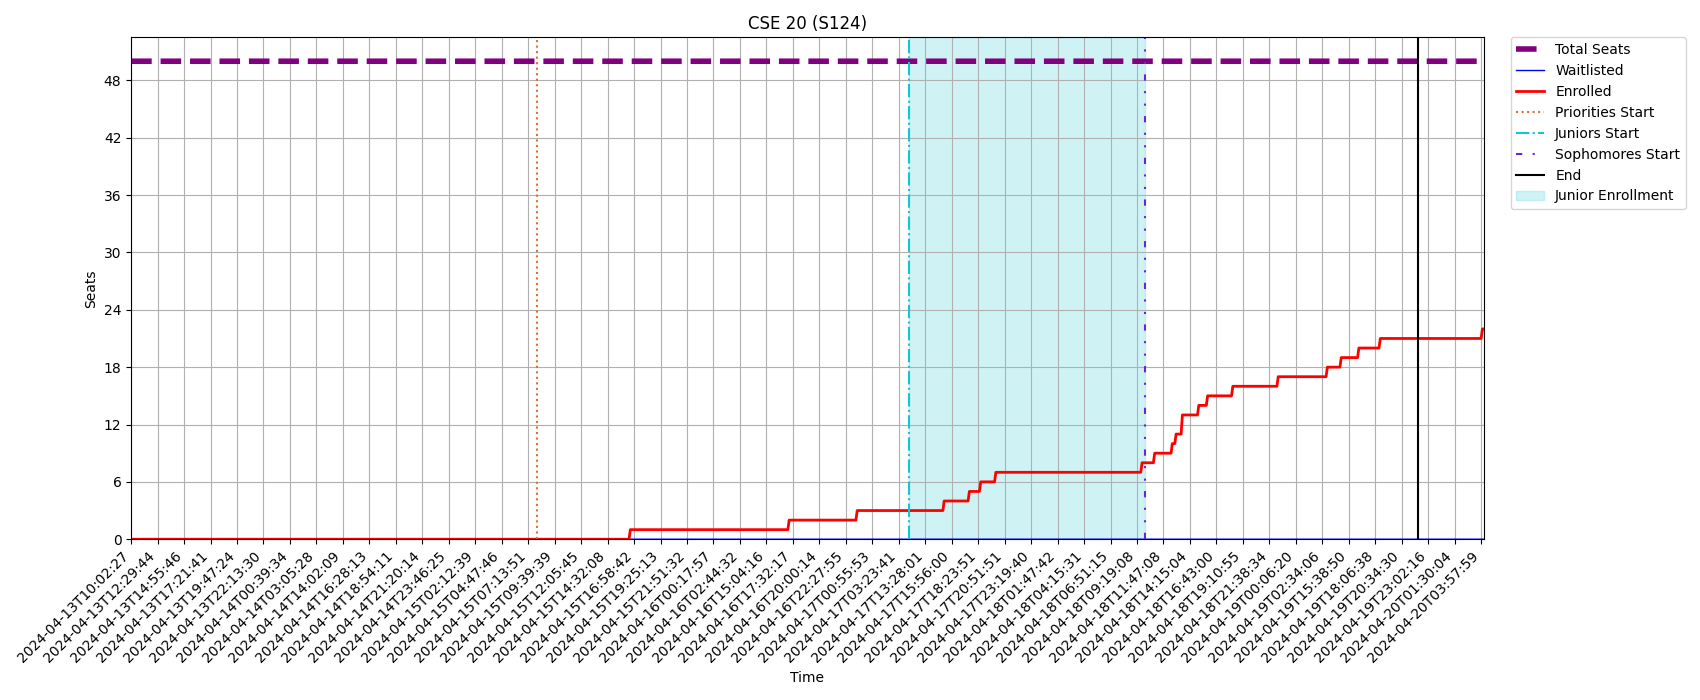 CSE 20 (S124)
Total Seats
Waitlisted
Enrolled
Priorities Start
Juniors Start
Sophomores Start
End
Junior Enrollment
Seats
48
42
36
30
24
18
12
6
0
2024-04-13T10:02:27
2024-04-13T12:29:44
2024-04-13T14:55:46
2024-04-13T17:21:41
2024-04-13T19:47:24
2024-04-13T22:13:30
2024-04-14T00:39:34
2024-04-14T03:05:28
2024-04-14T14:02:09
2024-04-14T16:28:13
2024-04-14T18:54:11
2024-04-14T21:20:14
2024-04-14T23:46:25
2024-04-15T02:12:39
2024-04-15T04:47:46
2024-04-15T07:13:51
2024-04-15T09:39:39
2024-04-15T12:05:45
2024-04-15T14:32:08
2024-04-15T16:58:42
2024-04-15T19:25:13
2024-04-15T21:51:32
2024-04-16T00:17:57
2024-04-16T02:44:32
2024-04-16T15:04:16
2024-04-16T17:32:17
2024-04-16T20:00:14
2024-04-16T22:27:55
2024-04-17T00:55:53
2024-04-17T03:23:41
2024-04-17T13:28:01
2024-04-17T15:56:00
2024-04-17T18:23:51
2024-04-17T20:51:51
2024-04-17T23:19:40
2024-04-18T01:47:42
2024-04-18T04:15:31
2024-04-18T06:51:15
2024-04-18T09:19:08
2024-04-18T11:47:08
2024-04-18T14:15:04
2024-04-18T16:43:00
2024-04-18T19:10:55
2024-04-18T21:38:34
2024-04-19T00:06:20
2024-04-19T02:34:06
2024-04-19T15:38:50
2024-04-19T18:06:38
2024-04-19T20:34:30
2024-04-19T23:02:16
2024-04-20T01:30:04
2024-04-20T03:57:59
Time